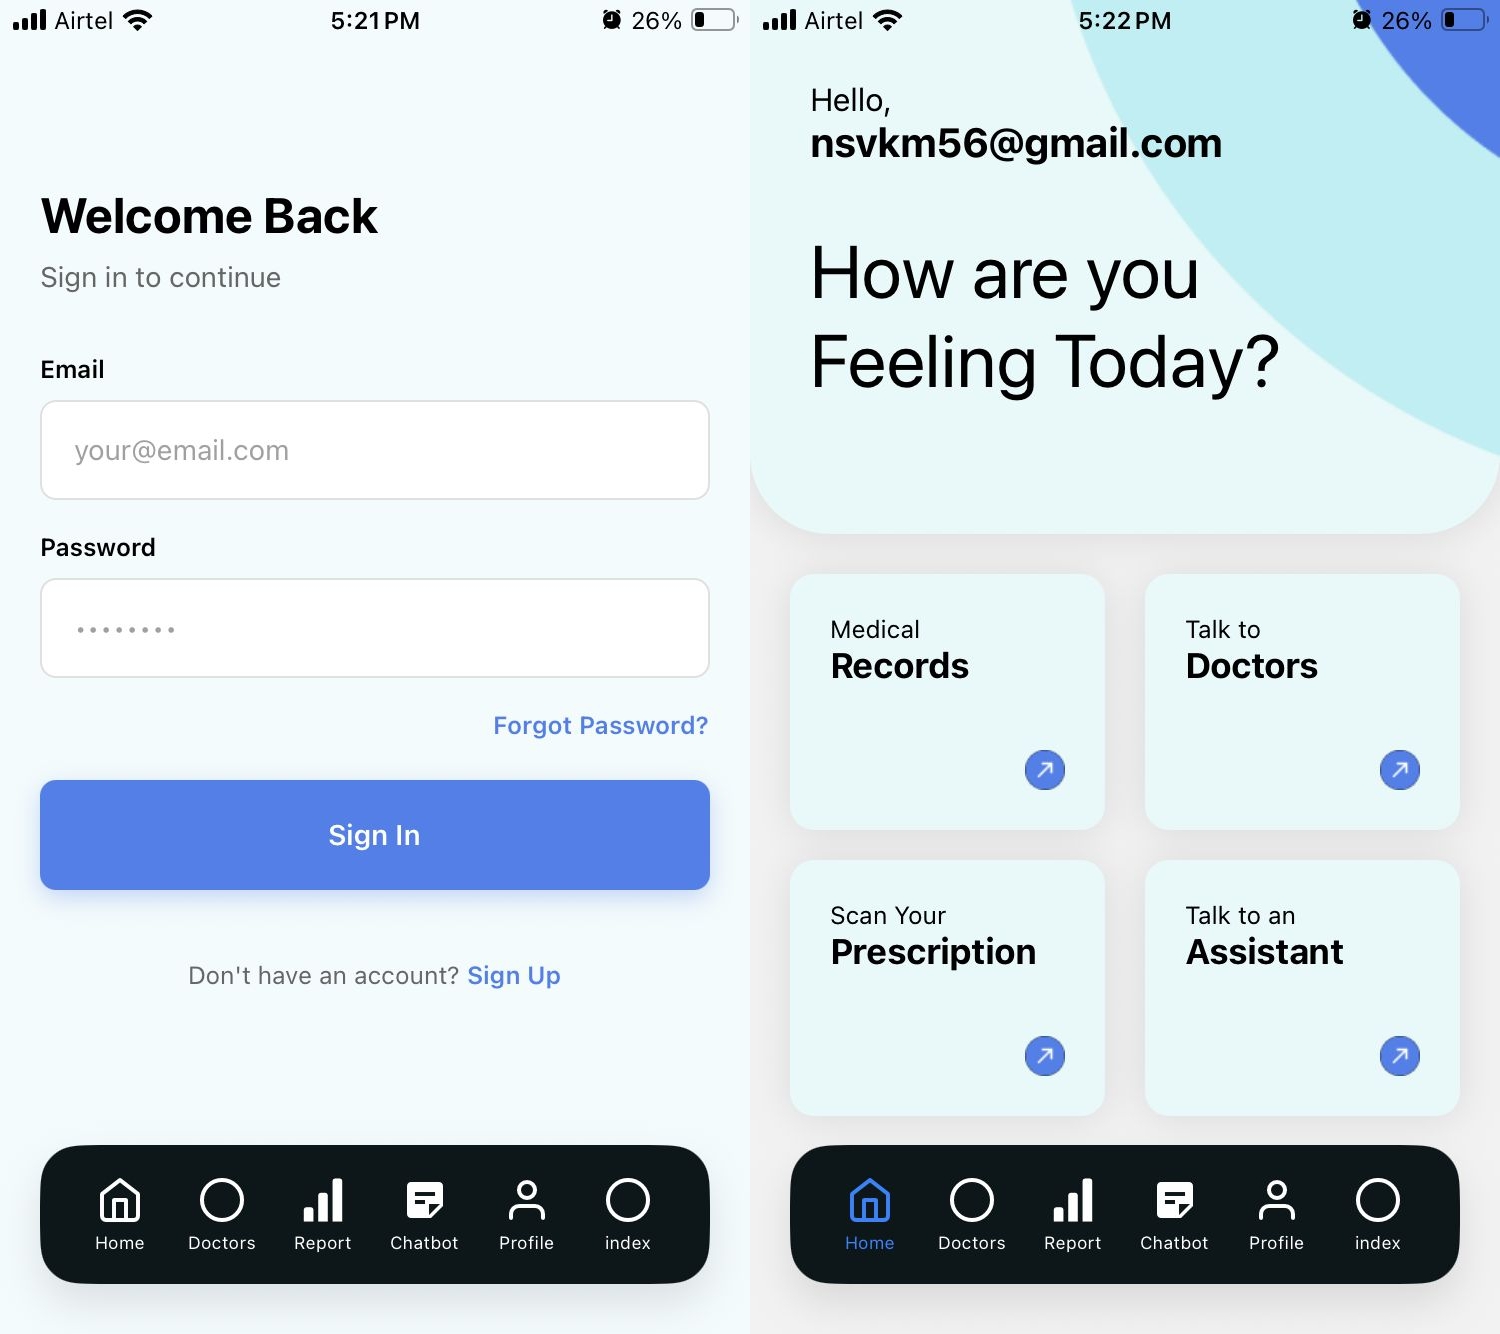 Airtel 5:21 PM 26%
Welcome Back
Sign in to continue
Email
your@email.com
Password
••••••••
Forgot Password?
Sign In
Don't have an account? Sign Up
Home Doctors Report Chatbot Profile index
Airtel 5:22 PM 26%
Hello,
nsvkm56@gmail.com
How are you
Feeling Today?
Medical
Records
Talk to
Doctors
Scan Your
Prescription
Talk to an
Assistant
Home Doctors Report Chatbot Profile index